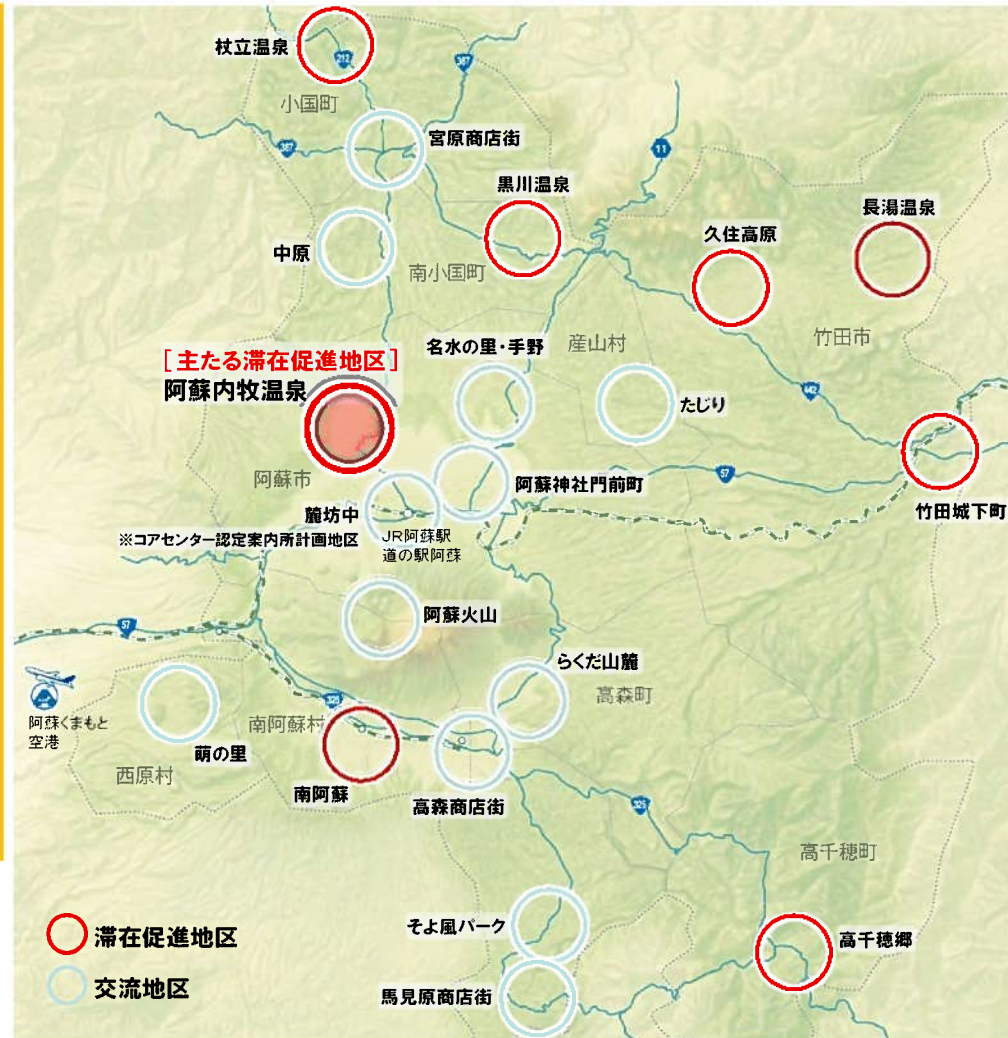 杖立温泉
212
387
小国町
宮原商店街
387
11
黒川温泉
長湯温泉
久住高原
中原
南小国町
竹田市
名水の里・手野
産山村
[主たる滞在促進地区]
阿蘇内牧温泉
442
たじり
阿蘇市
57
阿蘇神社門前町
竹田城下町
麓坊中
※コアセンター認定案内所計画地区
JR阿蘇駅
道の駅阿蘇
阿蘇火山
57
らくだ山麓
高森町
325
阿蘇くまもと
空港
南阿蘇村
萌の里
西原村
南阿蘇
高森商店街
325
高千穂町
そよ風パーク
高千穂郷
滞在促進地区
交流地区
馬見原商店街